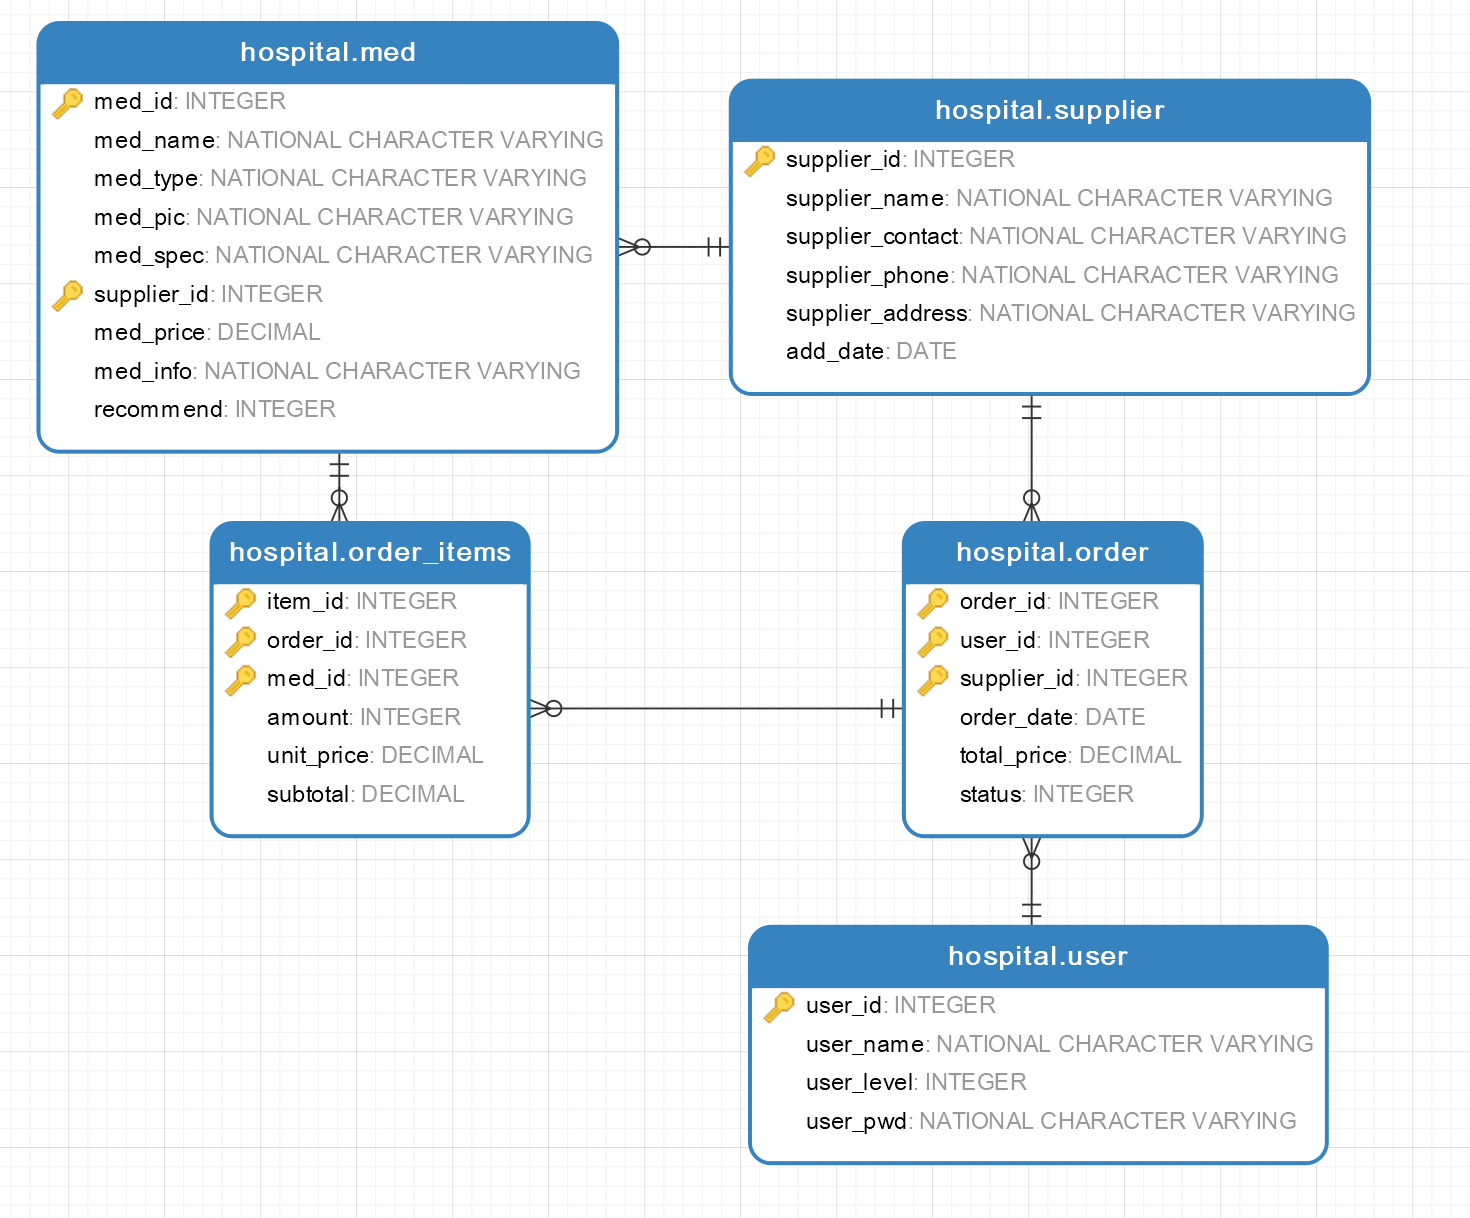 hospital.med
med_id: INTEGER
med_name: NATIONAL CHARACTER VARYING
med_type: NATIONAL CHARACTER VARYING
med_pic: NATIONAL CHARACTER VARYING
med_spec: NATIONAL CHARACTER VARYING
supplier_id: INTEGER
med_price: DECIMAL
med_info: NATIONAL CHARACTER VARYING
recommend: INTEGER
hospital.supplier
supplier_id: INTEGER
supplier_name: NATIONAL CHARACTER VARYING
supplier_contact: NATIONAL CHARACTER VARYING
supplier_phone: NATIONAL CHARACTER VARYING
supplier_address: NATIONAL CHARACTER VARYING
add_date: DATE
hospital.order_items
item_id: INTEGER
order_id: INTEGER
med_id: INTEGER
amount: INTEGER
unit_price: DECIMAL
subtotal: DECIMAL
hospital.order
order_id: INTEGER
user_id: INTEGER
supplier_id: INTEGER
order_date: DATE
total_price: DECIMAL
status: INTEGER
hospital.user
user_id: INTEGER
user_name: NATIONAL CHARACTER VARYING
user_level: INTEGER
user_pwd: NATIONAL CHARACTER VARYING